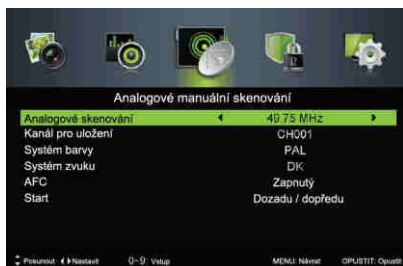 Analogové manuální skenování
Analogové skenování 49.75 MHz
Kanál pro uložení CH001
Systém barvy PAL
Systém zvuku DK
AFC Zapnutý
Start Dozadu / dopředu
Posunout Nastavit 0-9: Vstup MENU: Návrat OPUSTIT: Opustit